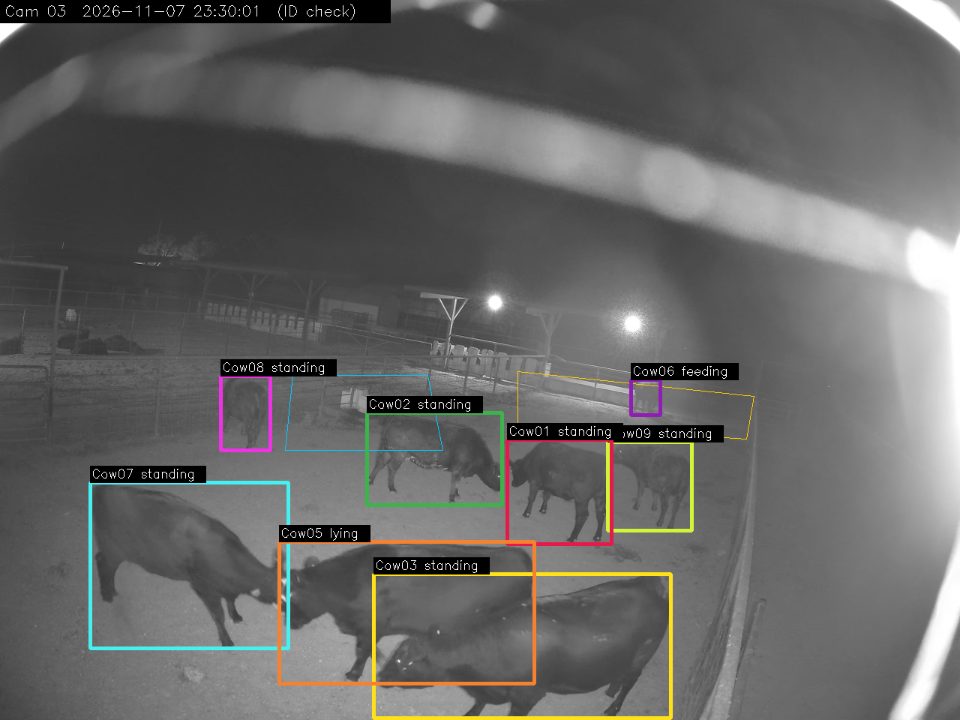 Cam 03 2026-11-07 23:30:01 (ID check)
Cow08 standing
Cow06 feeding
Cow02 standing
Cow01 standing
ow09 standing
Cow07 standing
Cow05 lying
Cow03 standing